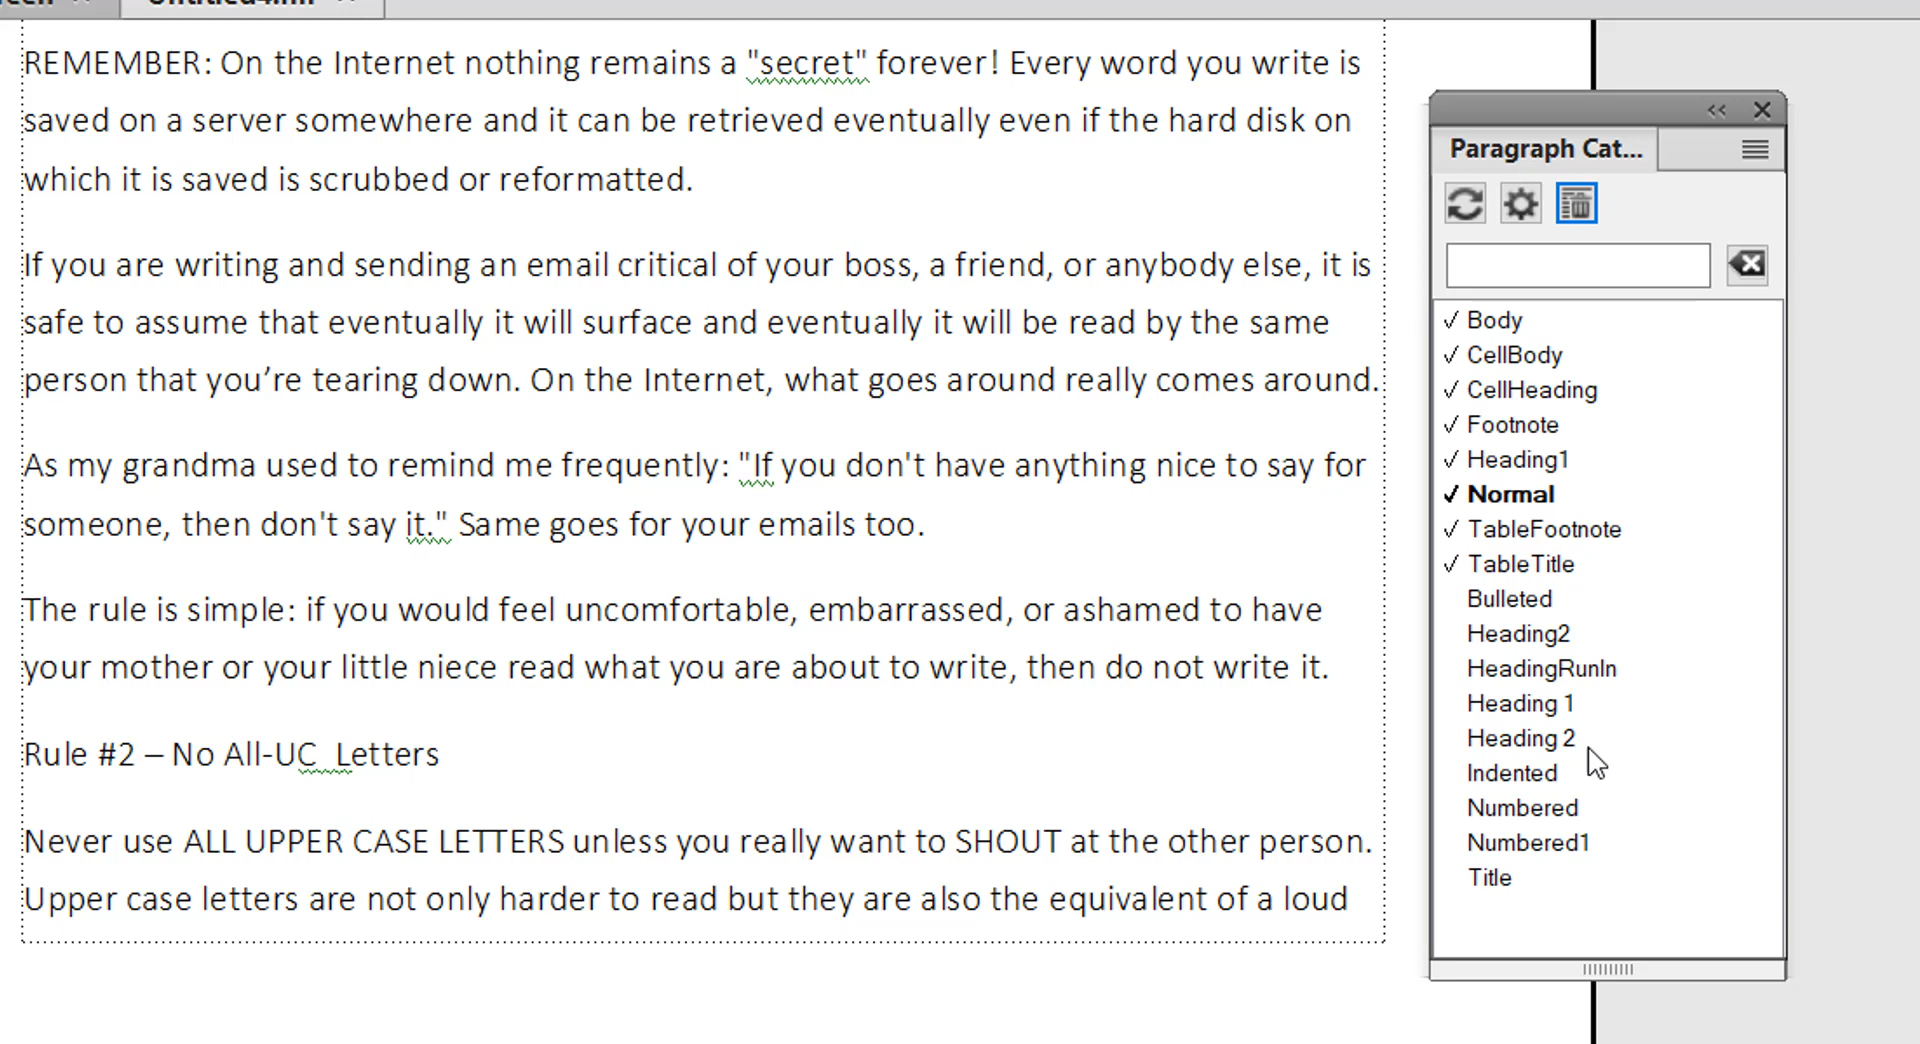 REMEMBER: On the Internet nothing remains a "secret" forever! Every word you write is
saved on a server somewhere and it can be retrieved eventually even if the hard disk on
which it is saved is scrubbed or reformatted.
If you are writing and sending an email critical of your boss, a friend, or anybody else, it is
safe to assume that eventually it will surface and eventually it will be read by the same
person that you’re tearing down. On the Internet, what goes around really comes around.
As my grandma used to remind me frequently: "If you don't have anything nice to say for
someone, then don't say it." Same goes for your emails too.
The rule is simple: if you would feel uncomfortable, embarrassed, or ashamed to have
your mother or your little niece read what you are about to write, then do not write it.
Rule #2 – No All-UC  Letters
Never use ALL UPPER CASE LETTERS unless you really want to SHOUT at the other person.
Upper case letters are not only harder to read but they are also the equivalent of a loud
Paragraph Cat...
Body
CellBody
CellHeading
Footnote
Heading1
Normal
TableFootnote
TableTitle
Bulleted
Heading2
HeadingRunIn
Heading 1
Heading 2
Indented
Numbered
Numbered1
Title